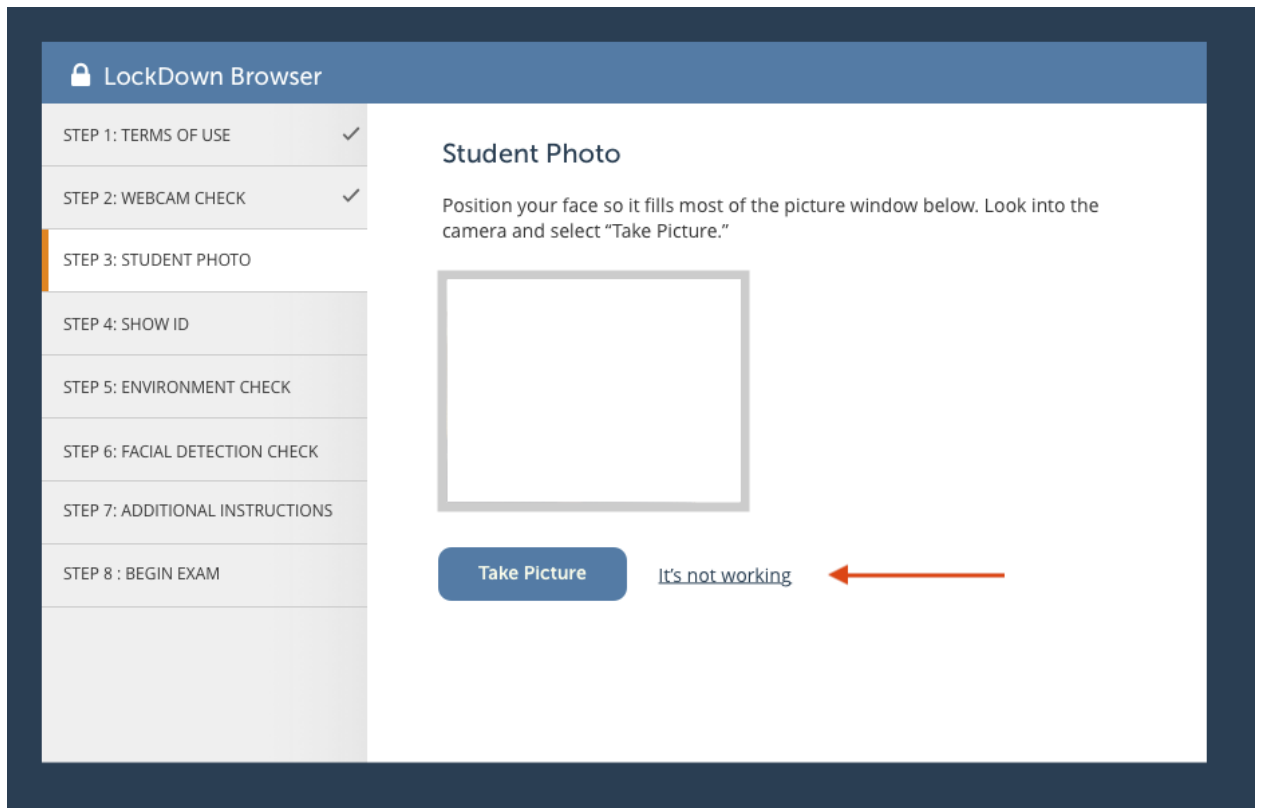 LockDown Browser
STEP 1: TERMS OF USE
STEP 2: WEBCAM CHECK
STEP 3: STUDENT PHOTO
STEP 4: SHOW ID
STEP 5: ENVIRONMENT CHECK
STEP 6: FACIAL DETECTION CHECK
STEP 7: ADDITIONAL INSTRUCTIONS
STEP 8 : BEGIN EXAM
Student Photo
Position your face so it fills most of the picture window below. Look into the
camera and select “Take Picture.”
Take Picture
It's not working